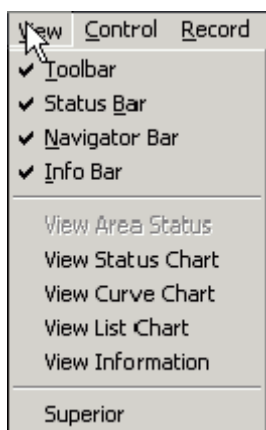 View Control Record
Toolbar
Status Bar
Navigator Bar
Info Bar
View Area Status
View Status Chart
View Curve Chart
View List Chart
View Information
Superior